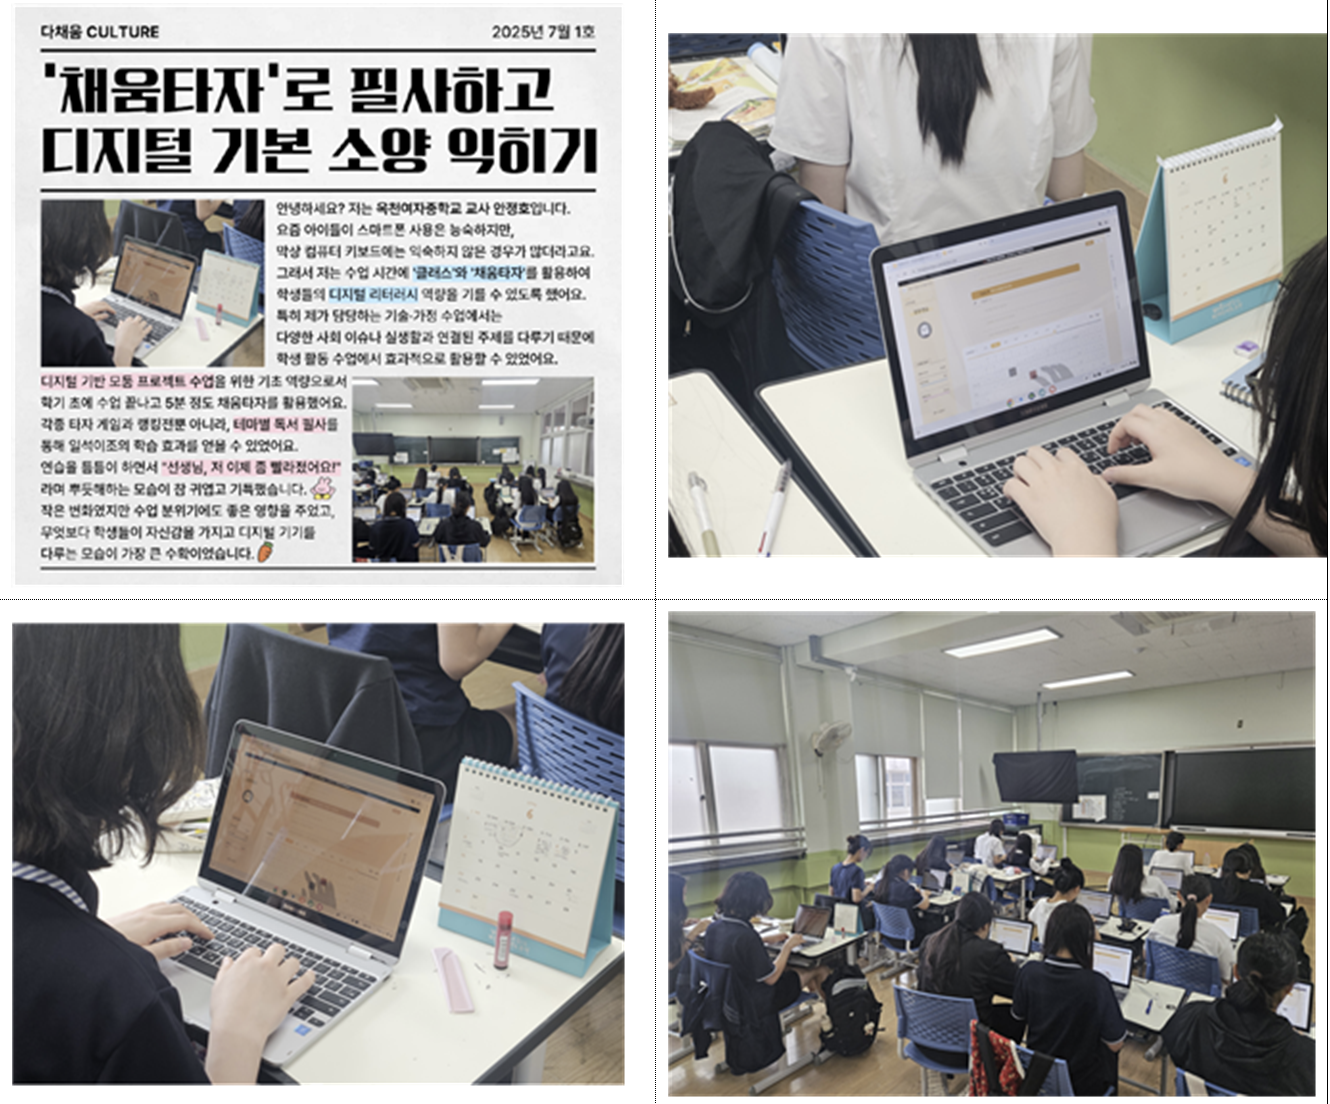 다채움 CULTURE
2025년 7월 1호
'채움타자'로 필사하고
디지털 기본 소양 익히기
안녕하세요? 저는 옥천여자중학교 교사 안정호입니다.
요즘 아이들이 스마트폰 사용은 능숙하지만,
막상 컴퓨터 키보드에는 익숙하지 않은 경우가 많더라고요.
그래서 저는 수업 시간에 '클래스'와 '채움타자'를 활용하여
학생들의 디지털 리터러시 역량을 기를 수 있도록 했어요.
특히 제가 담당하는 기술·가정 수업에서는
다양한 사회 이슈나 실생활과 연결된 주제를 다루기 때문에
학생 활동 수업에서 효과적으로 활용할 수 있었어요.
디지털 기반 모둠 프로젝트 수업을 위한 기초 역량으로서
학기 초에 수업 끝나고 5분 정도 채움타자를 활용했어요.
각종 타자 게임과 랭킹전뿐 아니라, 테마별 독서 필사를
통해 일석이조의 학습 효과를 얻을 수 있었어요.
연습을 틈틈이 하면서 "선생님, 저 이제 좀 빨라졌어요!"
라며 뿌듯해하는 모습이 참 귀엽고 기특했습니다.
작은 변화였지만 수업 분위기에도 좋은 영향을 주었고,
무엇보다 학생들이 자신감을 가지고 디지털 기기를
다루는 모습이 가장 큰 수확이었습니다.
6
6